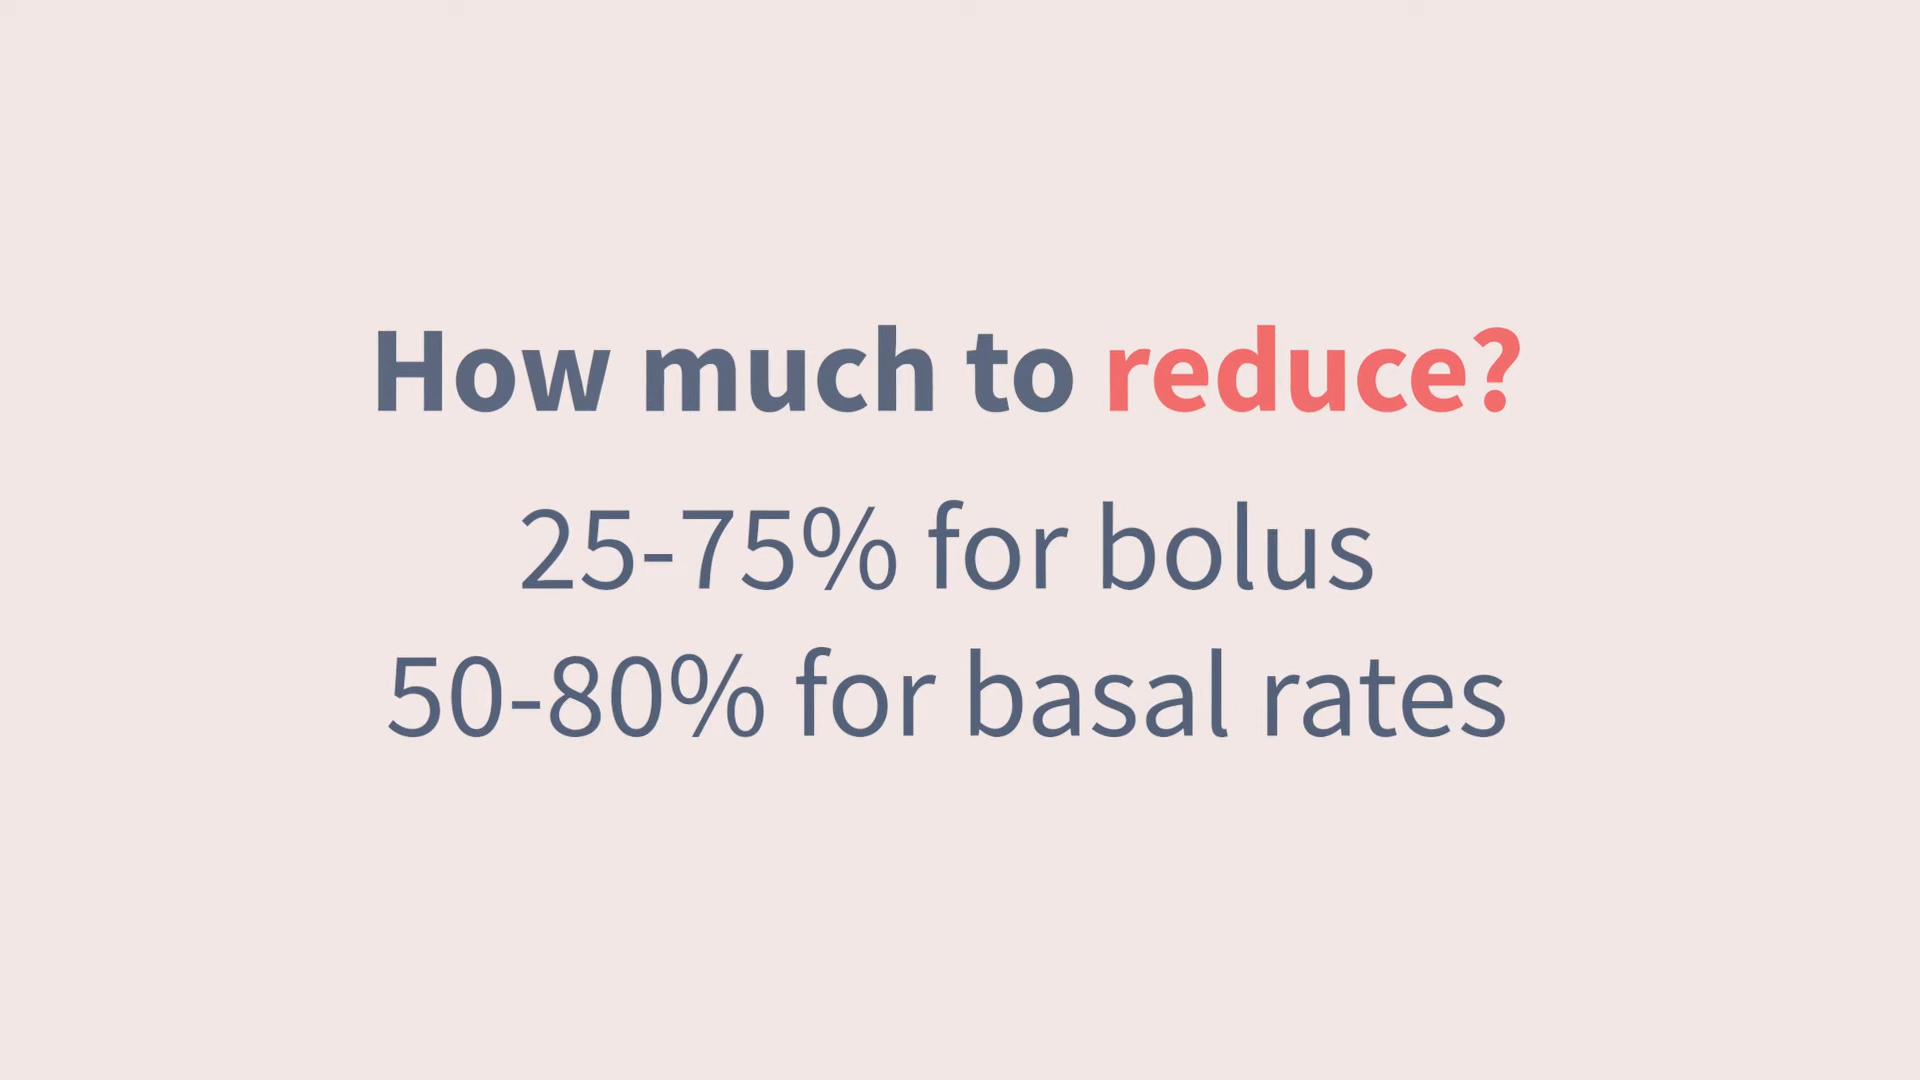 How much to reduce?
25-75% for bolus
50-80% for basal rates